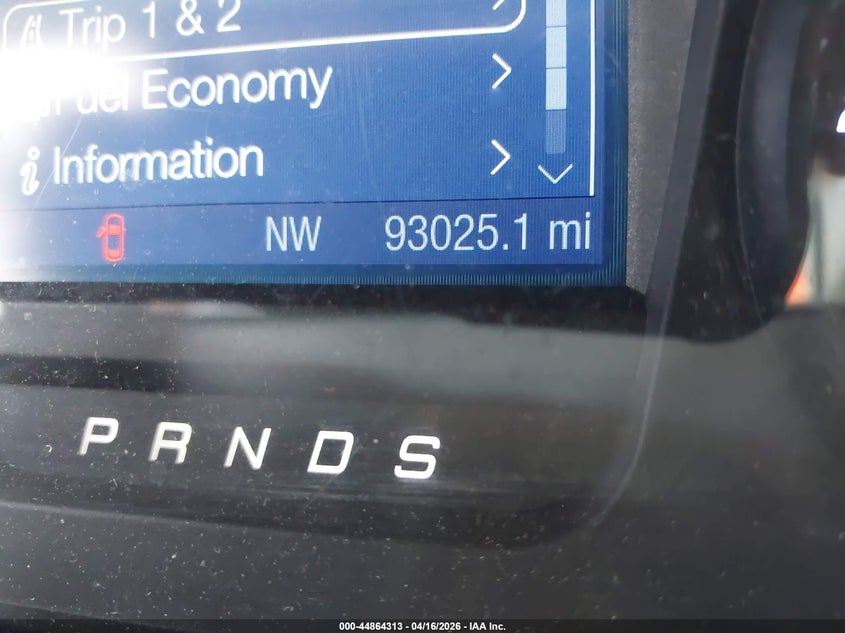 Trip 1 & 2
Fuel Economy
i Information
NW 93025.1 mi
P R N D S
000-44864313 - 04/16/2026 - IAA Inc.